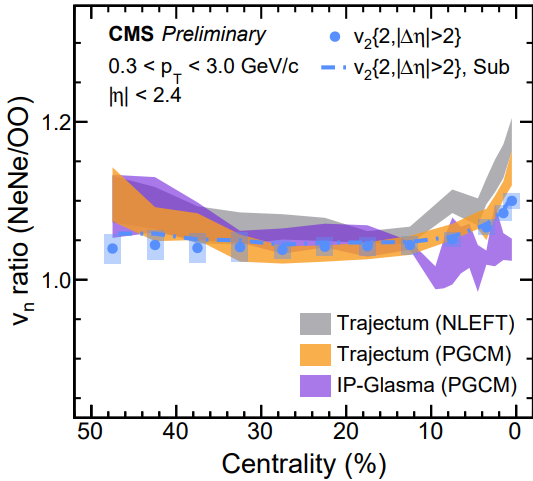 CMS Preliminary
0.3 < p_T < 3.0 GeV/c
|η| < 2.4
v₂{2,|Δη|>2}
v₂{2,|Δη|>2}, Sub
1.2
1.0
vₙ ratio (NeNe/OO)
Trajectum (NLEFT)
Trajectum (PGCM)
IP-Glasma (PGCM)
50 40 30 20 10 0
Centrality (%)